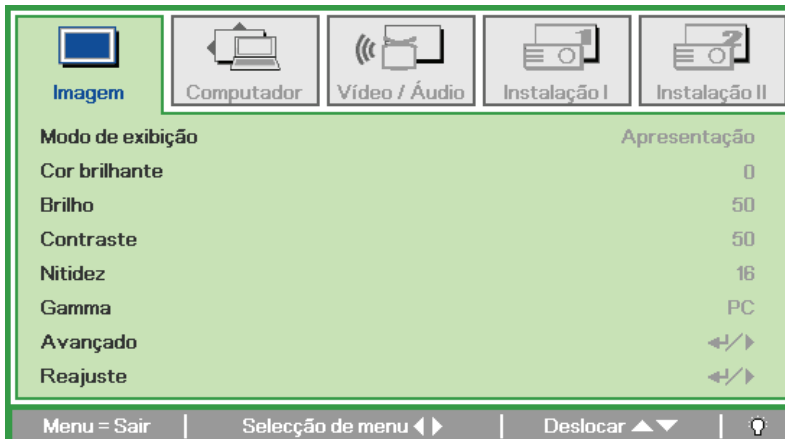 Imagem Computador Vídeo / Áudio Instalação I Instalação II
Modo de exibição Apresentação
Cor brilhante 0
Brilho 50
Contraste 50
Nitidez 16
Gamma PC
Avançado
Reajuste
Menu = Sair Selecção de menu Deslocar